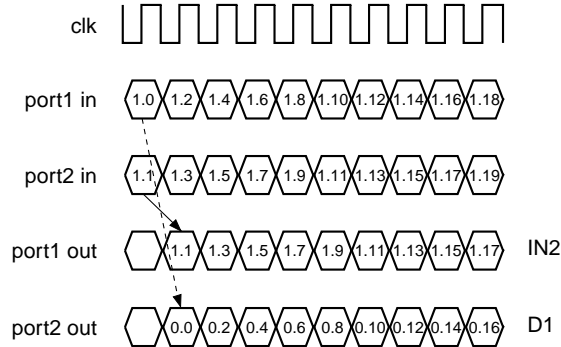 clk
port1 in 1.0 1.2 1.4 1.6 1.8 1.10 1.12 1.14 1.16 1.18
port2 in 1.1 1.3 1.5 1.7 1.9 1.11 1.13 1.15 1.17 1.19
port1 out 1.1 1.3 1.5 1.7 1.9 1.11 1.13 1.15 1.17 IN2
port2 out 0.0 0.2 0.4 0.6 0.8 0.10 0.12 0.14 0.16 D1